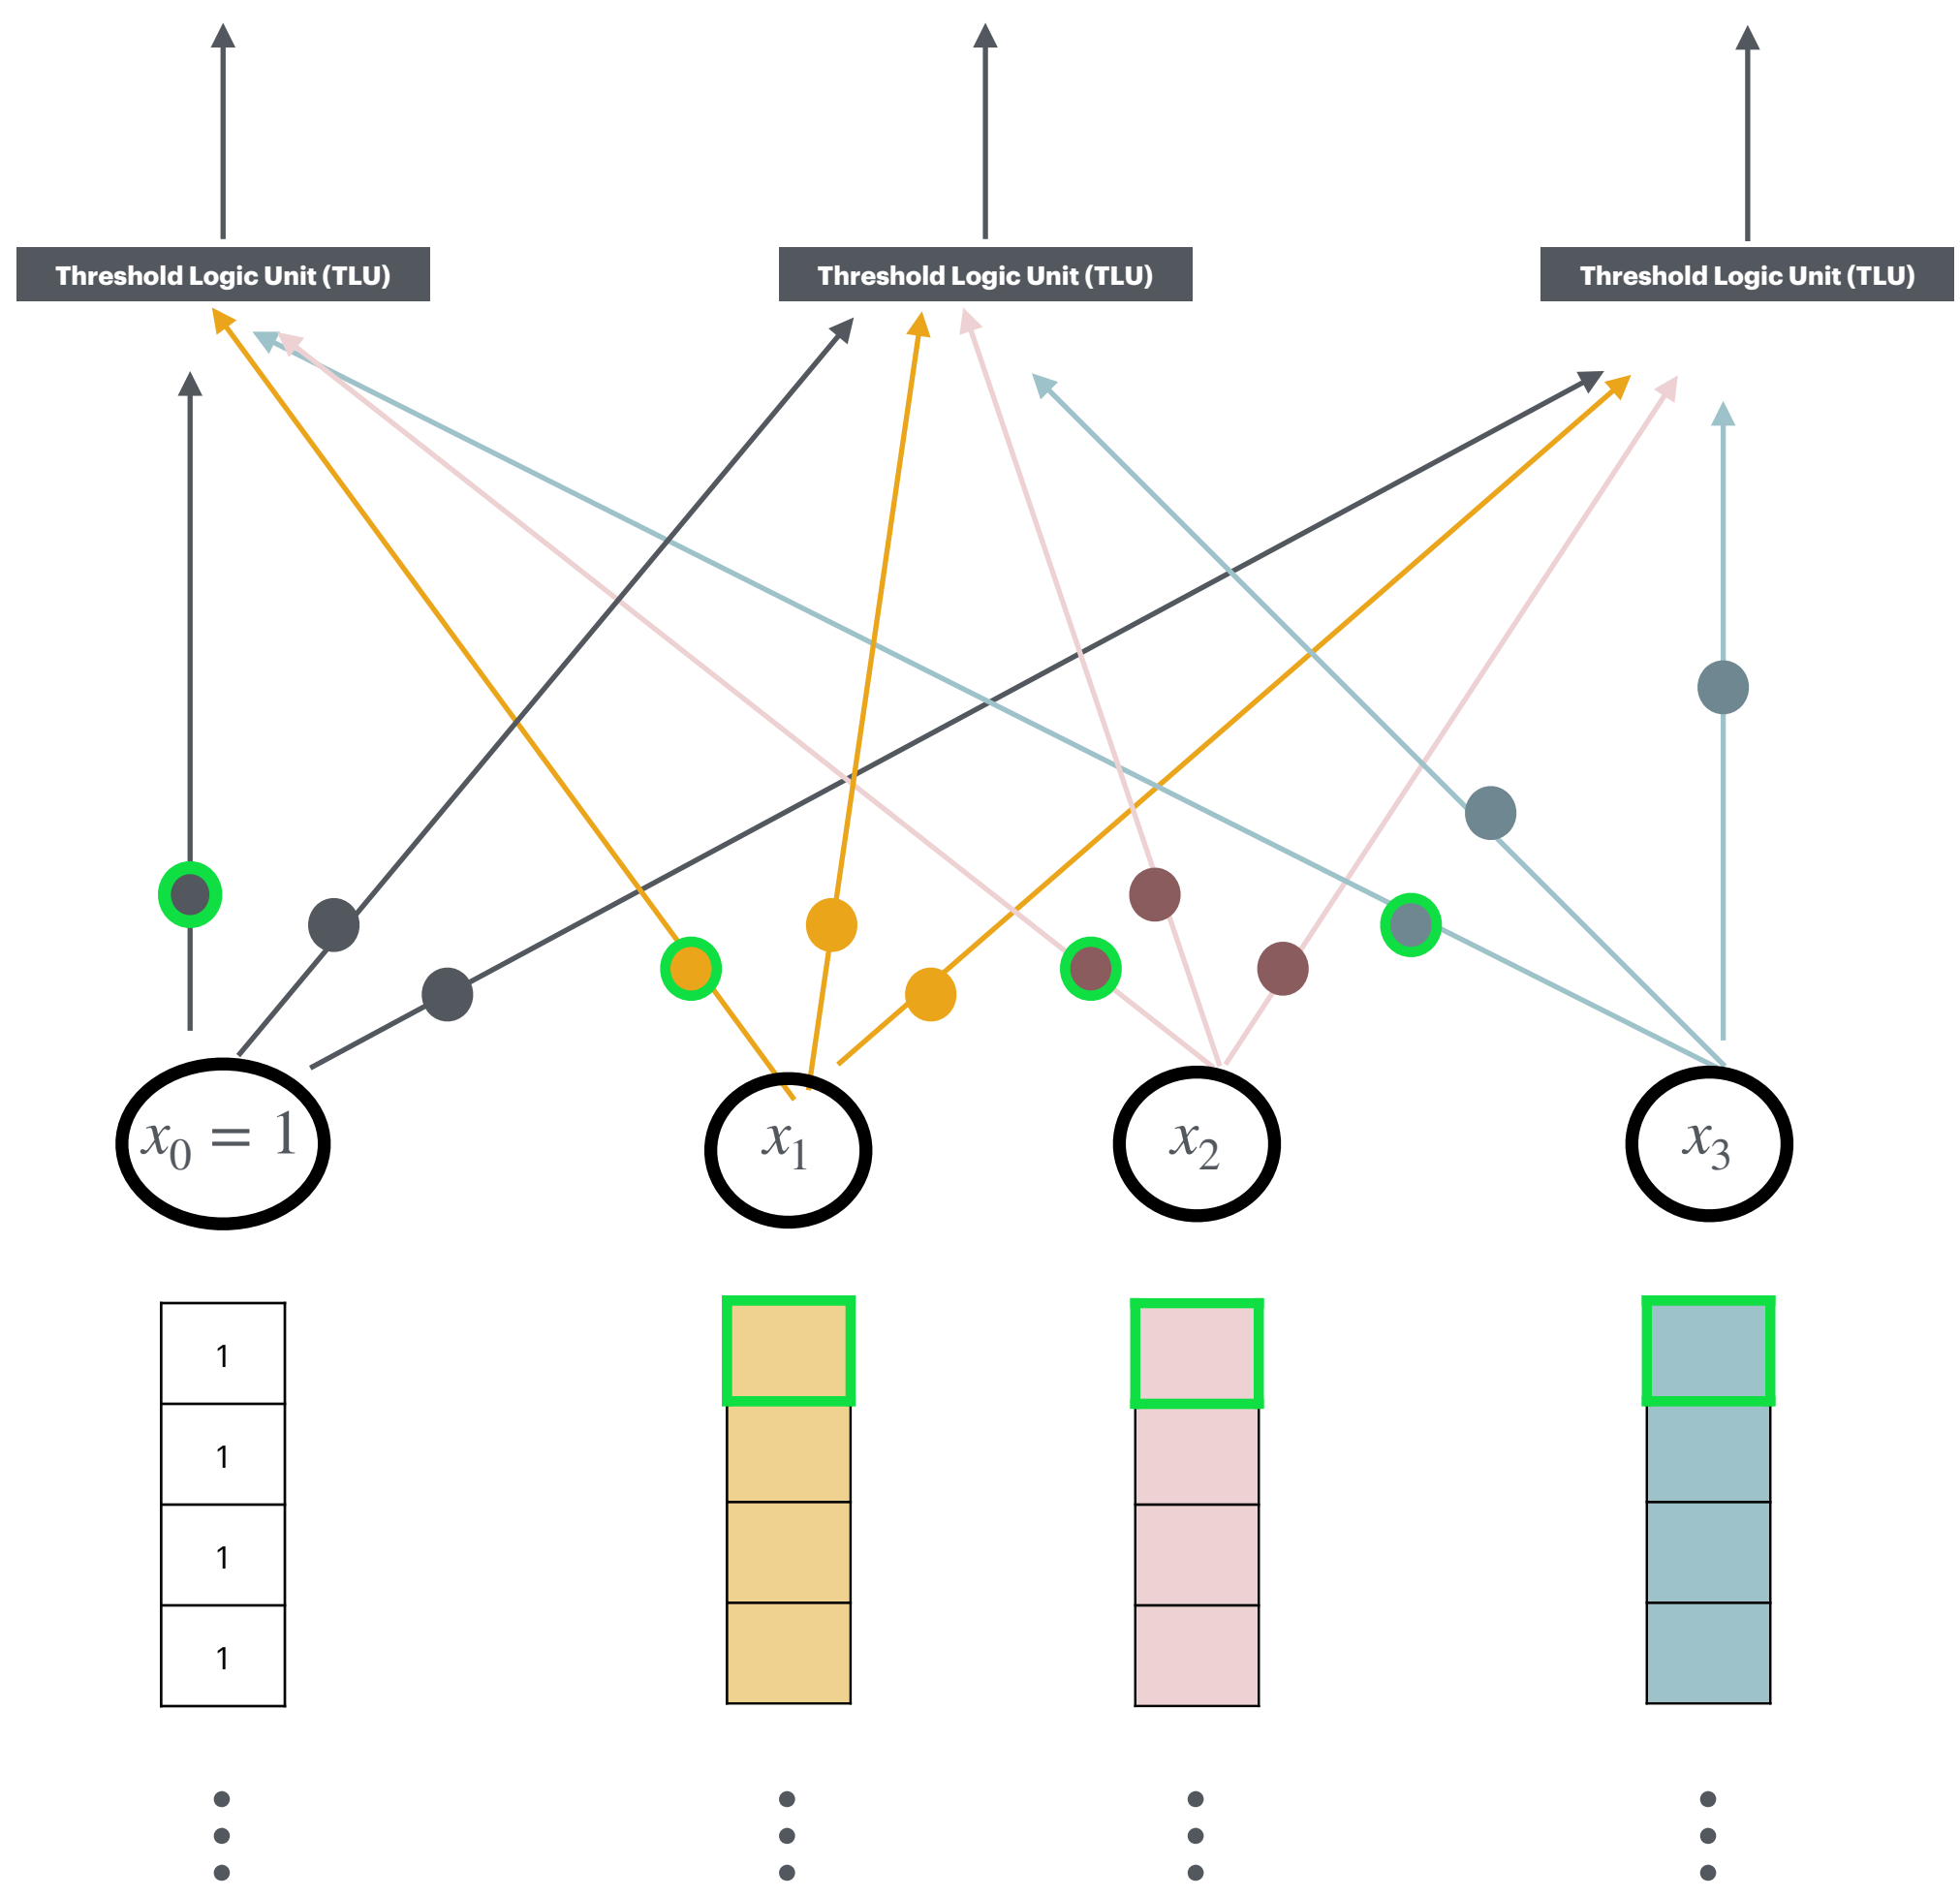 Threshold Logic Unit (TLU)
Threshold Logic Unit (TLU)
Threshold Logic Unit (TLU)
x₀ = 1
x₁
x₂
x₃
1
1
1
1